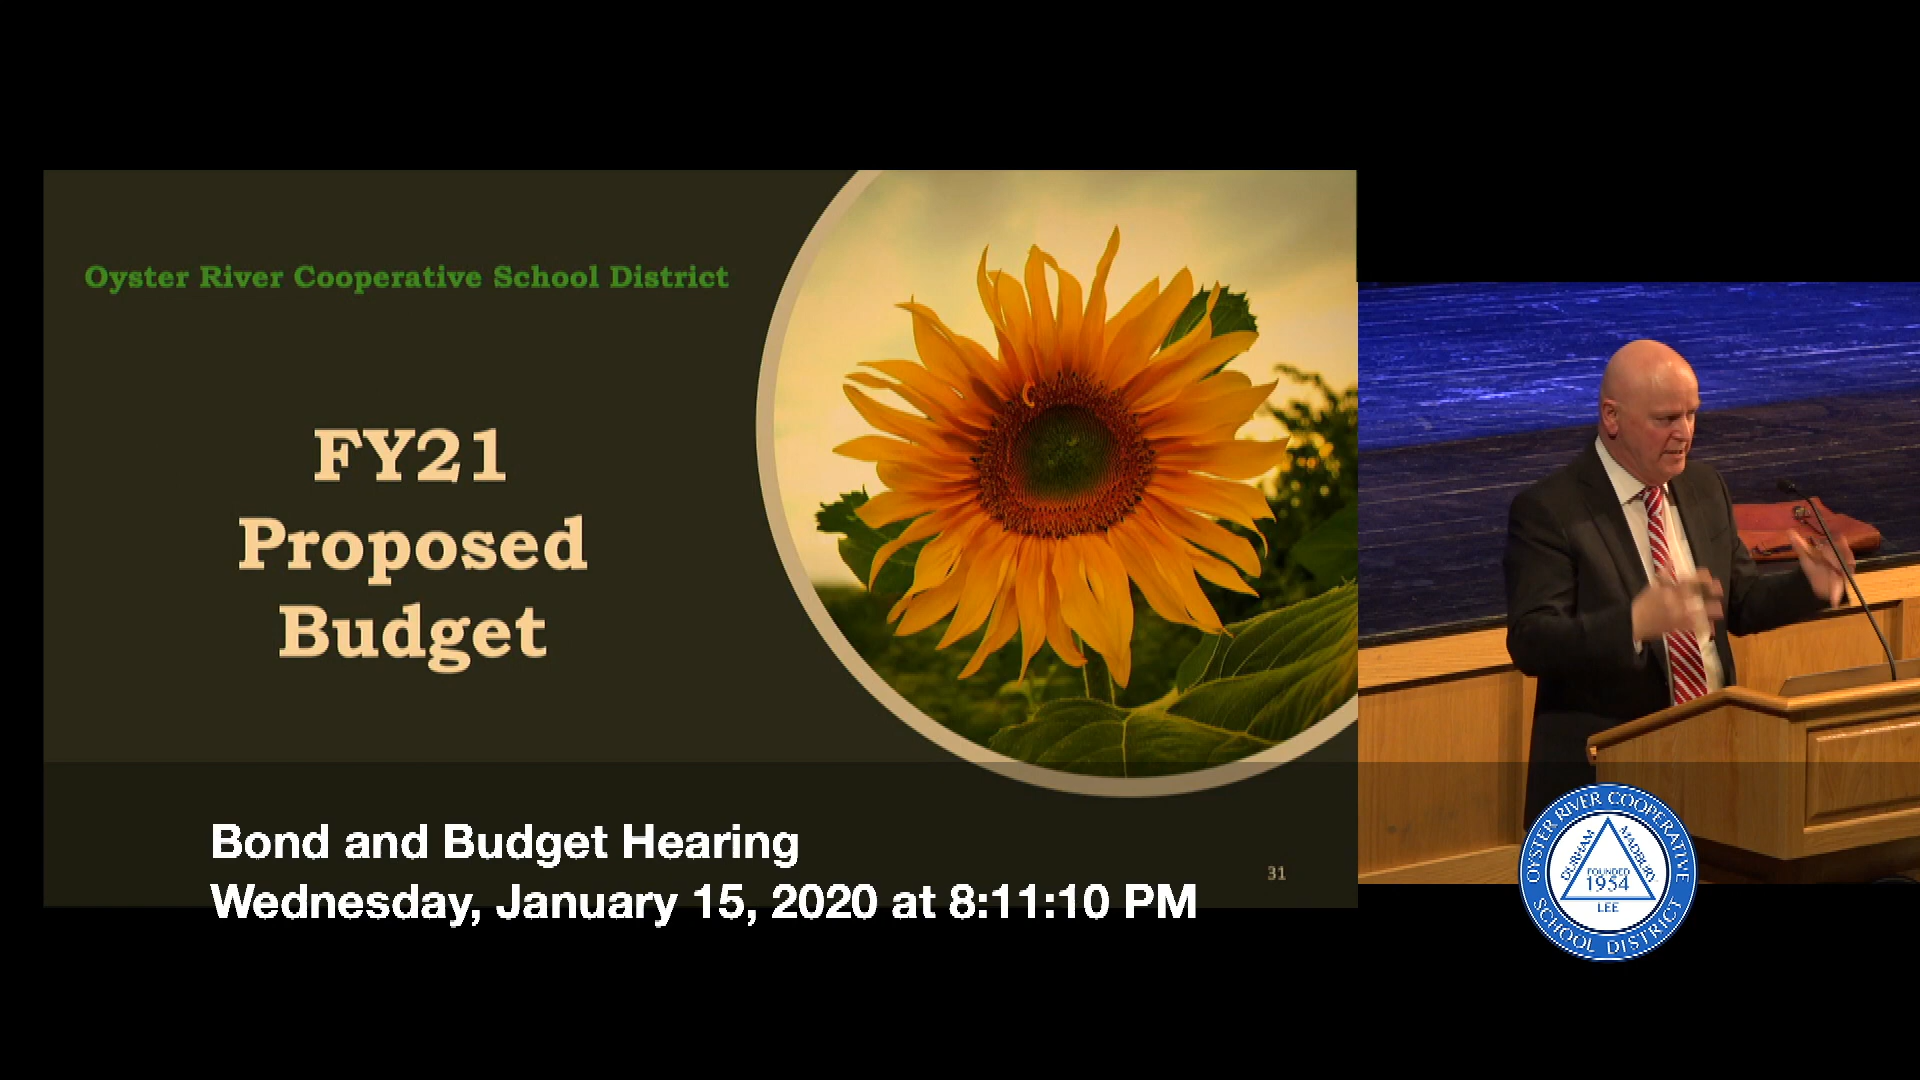 Oyster River Cooperative School District
FY21
Proposed
Budget
31
Bond and Budget Hearing
Wednesday, January 15, 2020 at 8:11:10 PM
OYSTER RIVER COOPERATIVE
DURHAM
MADBURY
FOUNDED
1954
LEE
SCHOOL DISTRICT